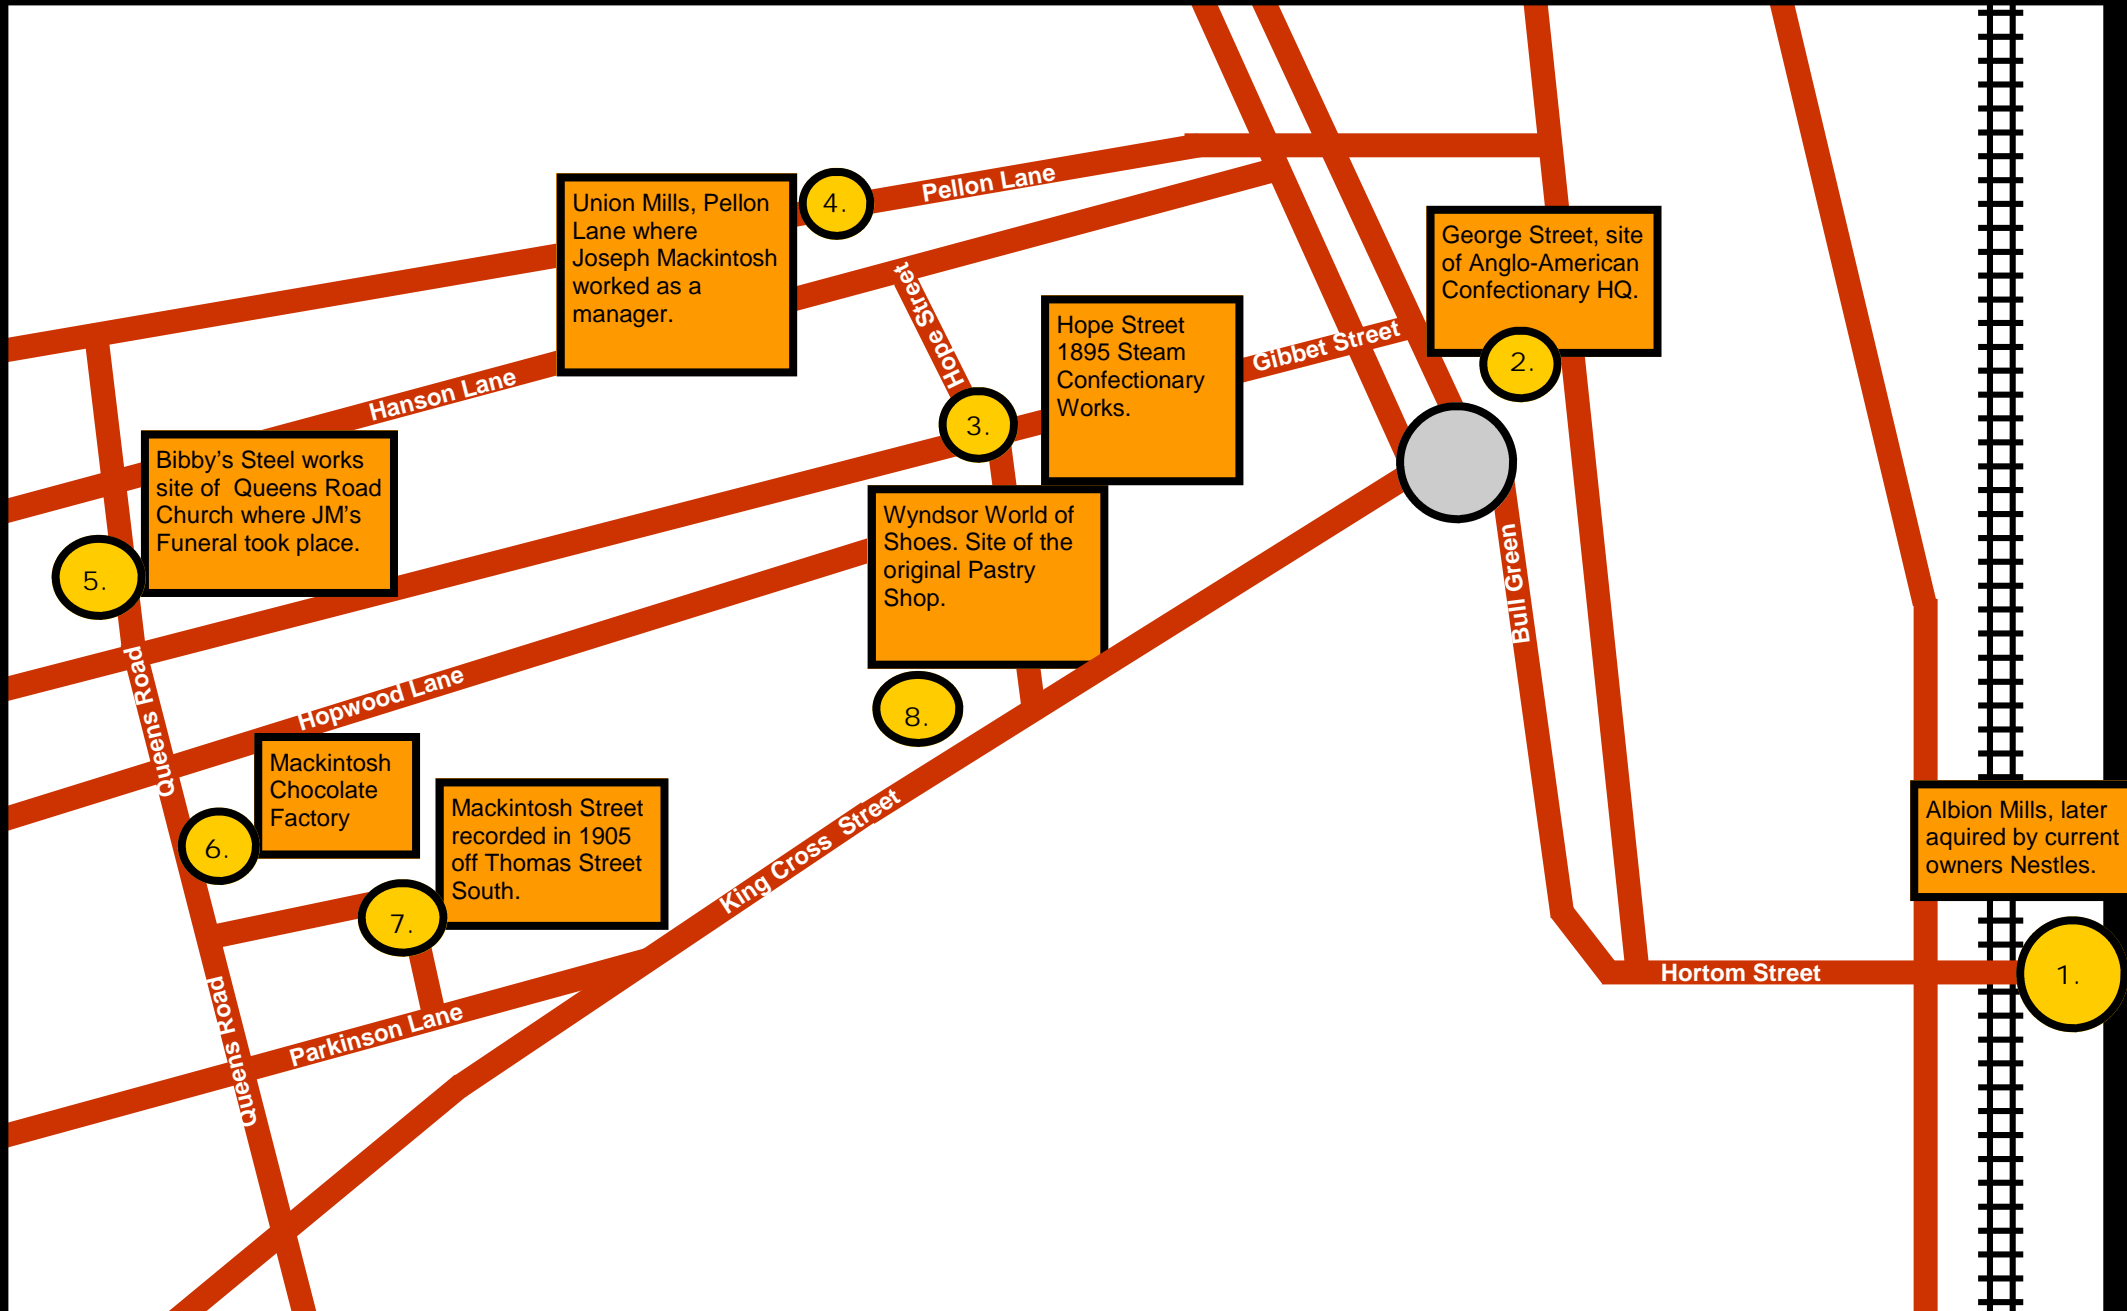 Pellon Lane
Union Mills, Pellon
Lane where
Joseph Mackintosh
worked as a
manager.
4.
George Street, site
of Anglo-American
Confectionary HQ.
2.
Hope Street
Hope Street
1895 Steam
Confectionary
Works.
Gibbet Street
3.
Hanson Lane
Bibby's Steel works
site of  Queens Road
Church where JM's
Funeral took place.
5.
Wyndsor World of
Shoes. Site of the
original Pastry
Shop.
8.
Bull Green
Queens Road
Hopwood Lane
Mackintosh
Chocolate
Factory
6.
Mackintosh Street
recorded in 1905
off Thomas Street
South.
7.
King Cross  Street
Albion Mills, later
aquired by current
owners Nestles.
1.
Hortom Street
Queens Road
Parkinson Lane